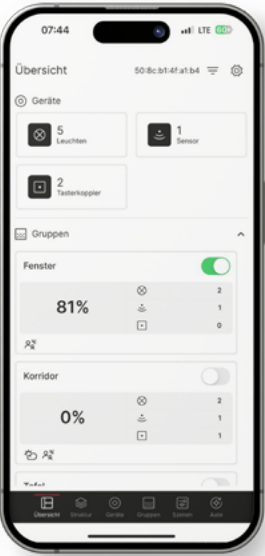 07:44
LTE
Übersicht
50:8c:b1:4f:a1:b4
Geräte
5
Leuchten
1
Sensor
2
Tasterkoppler
Gruppen
Fenster
81%
2
1
0
Korridor
0%
2
1
1
Tafel
Übersicht
Struktur
Geräte
Gruppen
Szenen
Auto